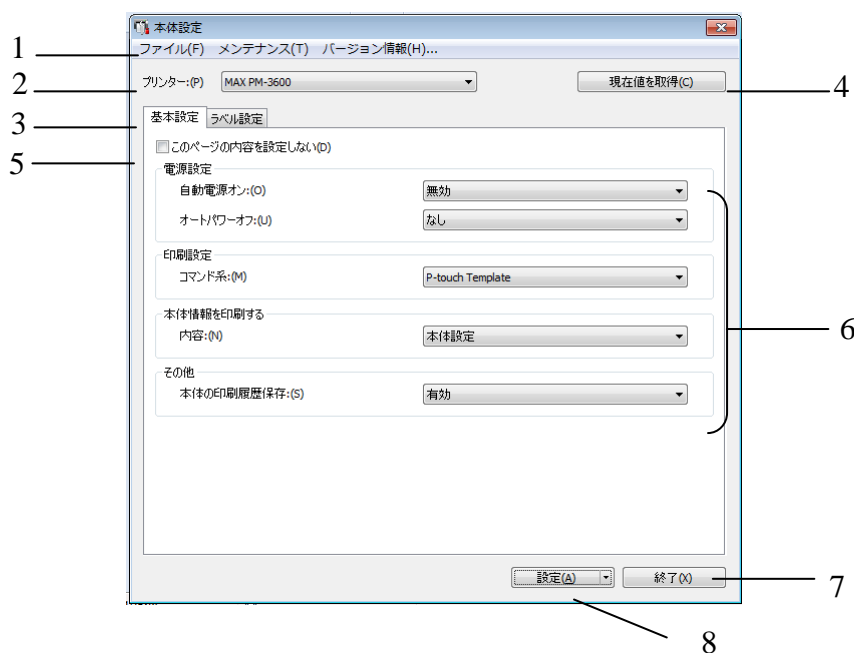 本体設定
1 ファイル(F) メンテナンス(T) バージョン情報(H)...
2 プリンター:(P) MAX PM-3600 現在値を取得(C) 4
3 基本設定 ラベル設定
5 このページの内容を設定しない(D)
電源設定
自動電源オン:(O) 無効
オートパワーオフ:(U) なし
印刷設定
コマンド系:(M) P-touch Template
本体情報を印刷する
内容:(N) 本体設定 6
その他
本体の印刷履歴保存:(S) 有効
設定(A) 終了(X) 7
8